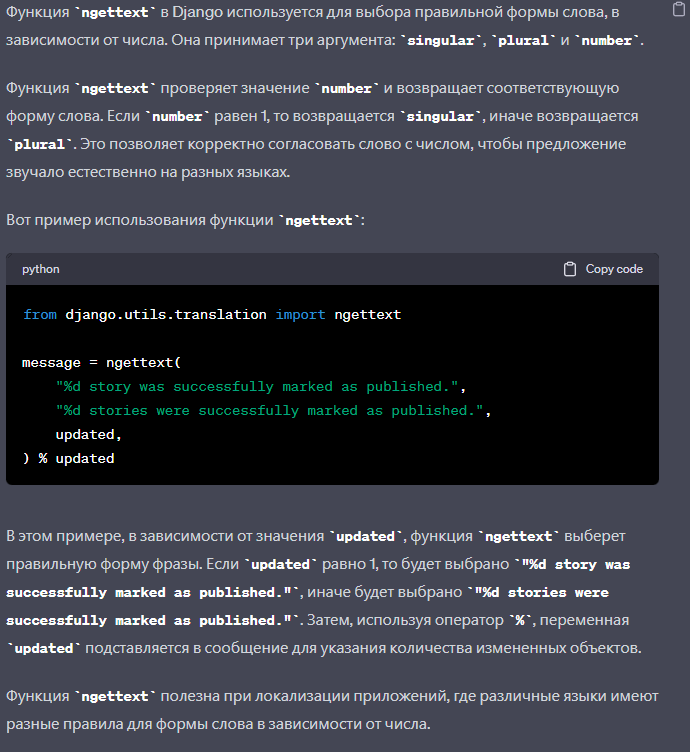 Функция `ngettext` в Django используется для выбора правильной формы слова, в
зависимости от числа. Она принимает три аргумента: `singular`, `plural` и `number`.
Функция `ngettext` проверяет значение `number` и возвращает соответствующую
форму слова. Если `number` равен 1, то возвращается `singular`, иначе возвращается
`plural`. Это позволяет корректно согласовать слово с числом, чтобы предложение
звучало естественно на разных языках.
Вот пример использования функции `ngettext`:
python Copy code
from django.utils.translation import ngettext
message = ngettext(
    "%d story was successfully marked as published.",
    "%d stories were successfully marked as published.",
    updated,
) % updated
В этом примере, в зависимости от значения `updated`, функция `ngettext` выберет
правильную форму фразы. Если `updated` равно 1, то будет выбрано `"%d story was
successfully marked as published."`, иначе будет выбрано `"%d stories were
successfully marked as published."`. Затем, используя оператор `%`, переменная
`updated` подставляется в сообщение для указания количества измененных объектов.
Функция `ngettext` полезна при локализации приложений, где различные языки имеют
разные правила для формы слова в зависимости от числа.